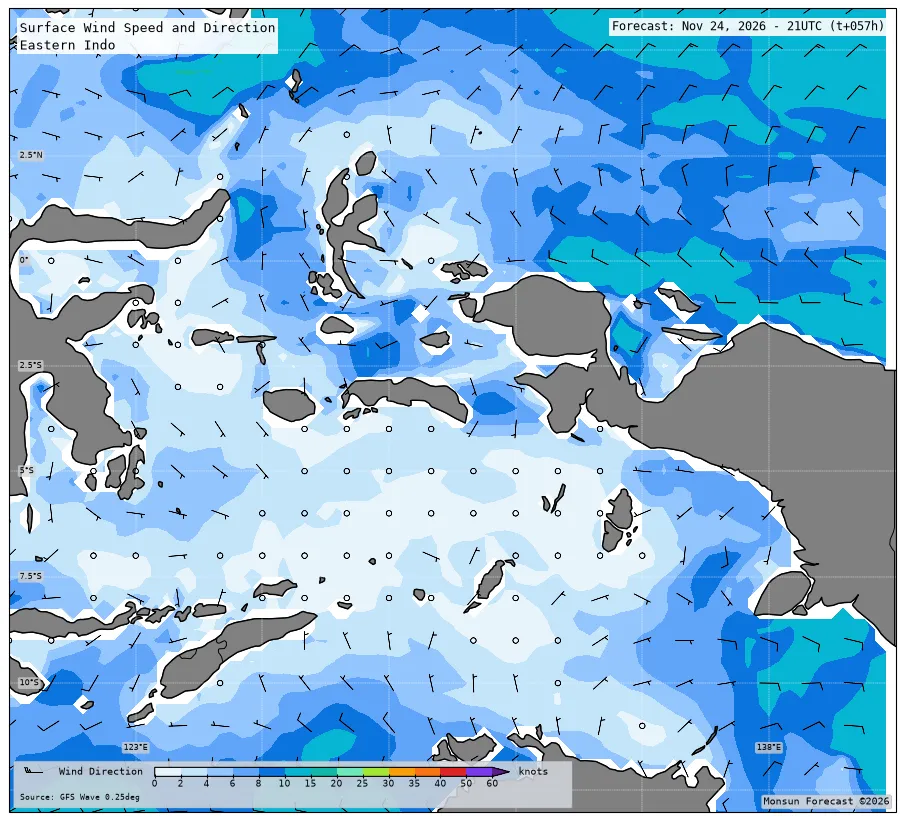 Surface Wind Speed and Direction
Eastern Indo
Forecast: Nov 24, 2026 - 21UTC (t+057h)
2.5°N
0°
2.5°S
5°S
7.5°S
10°S
123°E
138°E
Wind Direction
0 2 4 6 8 10 15 20 25 30 35 40 50 60
knots
Source: GFS Wave 0.25deg
Monsun Forecast ©2026